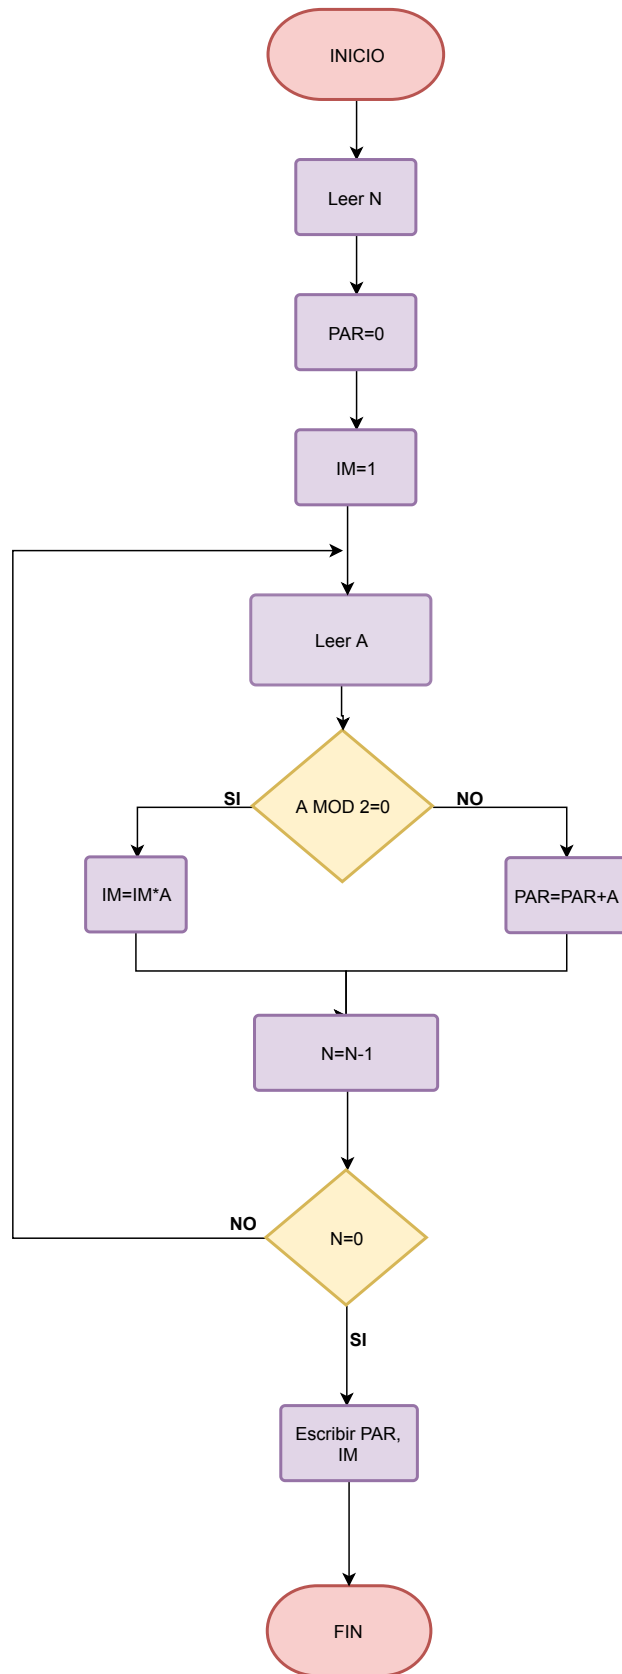 INICIO
Leer N
PAR=0
IM=1
Leer A
A MOD 2=0
SI
NO
IM=IM*A
PAR=PAR+A
N=N-1
N=0
NO
SI
Escribir PAR,
IM
FIN